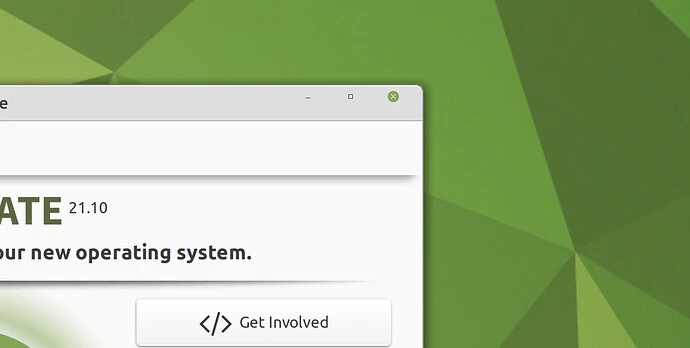 e
ATE 21.10
our new operating system.
</> Get Involved